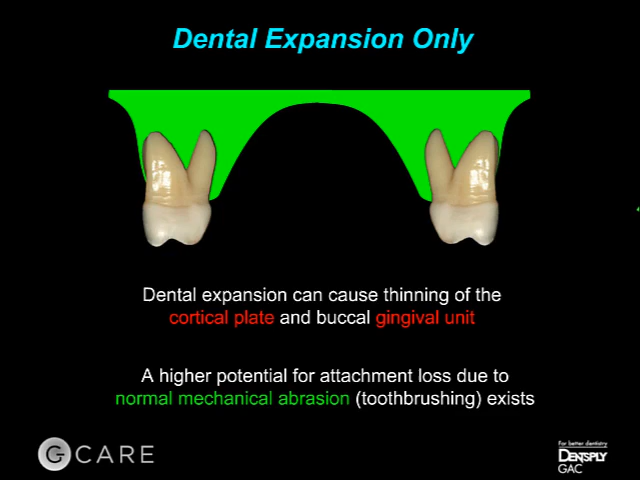 Dental Expansion Only
Dental expansion can cause thinning of the
cortical plate and buccal gingival unit
A higher potential for attachment loss due to
normal mechanical abrasion (toothbrushing) exists
G CARE
For better dentistry
DENTSPLY
GAC